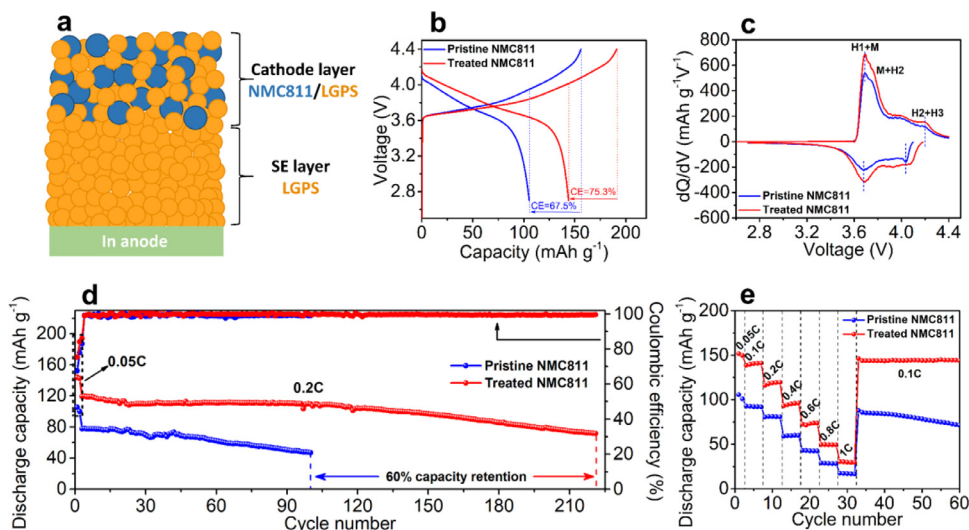 a
Cathode layer
NMC811/LGPS
SE layer
LGPS
In anode
b
Pristine NMC811
Treated NMC811
4.4
4.0
3.6
3.2
2.8
Voltage (V)
CE=67.5%
CE=75.3%
0 50 100 150 200
Capacity (mAh g⁻¹)
c
800
600
400
200
0
-200
-400
-600
dQ/dV (mAh g⁻¹V⁻¹)
H1+M
M+H2
H2+H3
Pristine NMC811
Treated NMC811
2.8 3.2 3.6 4.0 4.4
Voltage (V)
d
Discharge capacity (mAh g⁻¹)
200
160
120
80
40
0
0.05C
0.2C
Pristine NMC811
Treated NMC811
60% capacity retention
100
80
60
40
20
0
Coulombic efficiency (%)
0 30 60 90 120 150 180 210
Cycle number
e
Discharge capacity (mAh g⁻¹)
200
150
100
50
0
Pristine NMC811
Treated NMC811
0.05C
0.1C
0.2C
0.4C
0.6C
0.8C
1C
0.1C
0 10 20 30 40 50 60
Cycle number